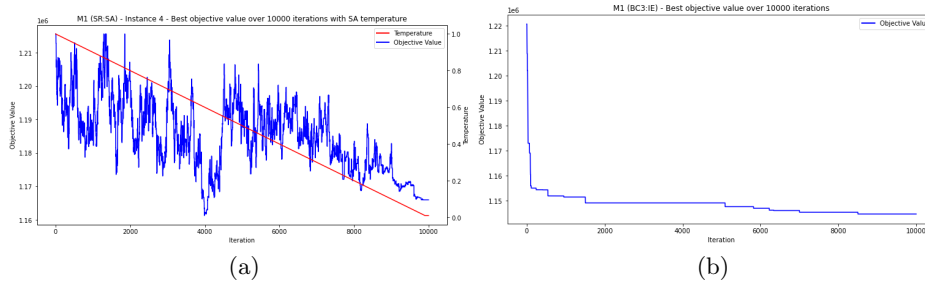 M1 (SR:SA) - Instance 4 - Best objective value over 10000 iterations with SA temperature
1e6
Temperature
Objective Value
1.21
1.20
1.19
1.18
1.17
1.16
Objective Value
1.0
0.8
0.6
0.4
0.2
0.0
Temperature
0
2000
4000
6000
8000
10000
Iteration
(a)
M1 (BC3:IE) - Best objective value over 10000 iterations
1e6
Objective Value
1.22
1.21
1.20
1.19
1.18
1.17
1.16
1.15
Objective Value
0
2000
4000
6000
8000
10000
Iteration
(b)